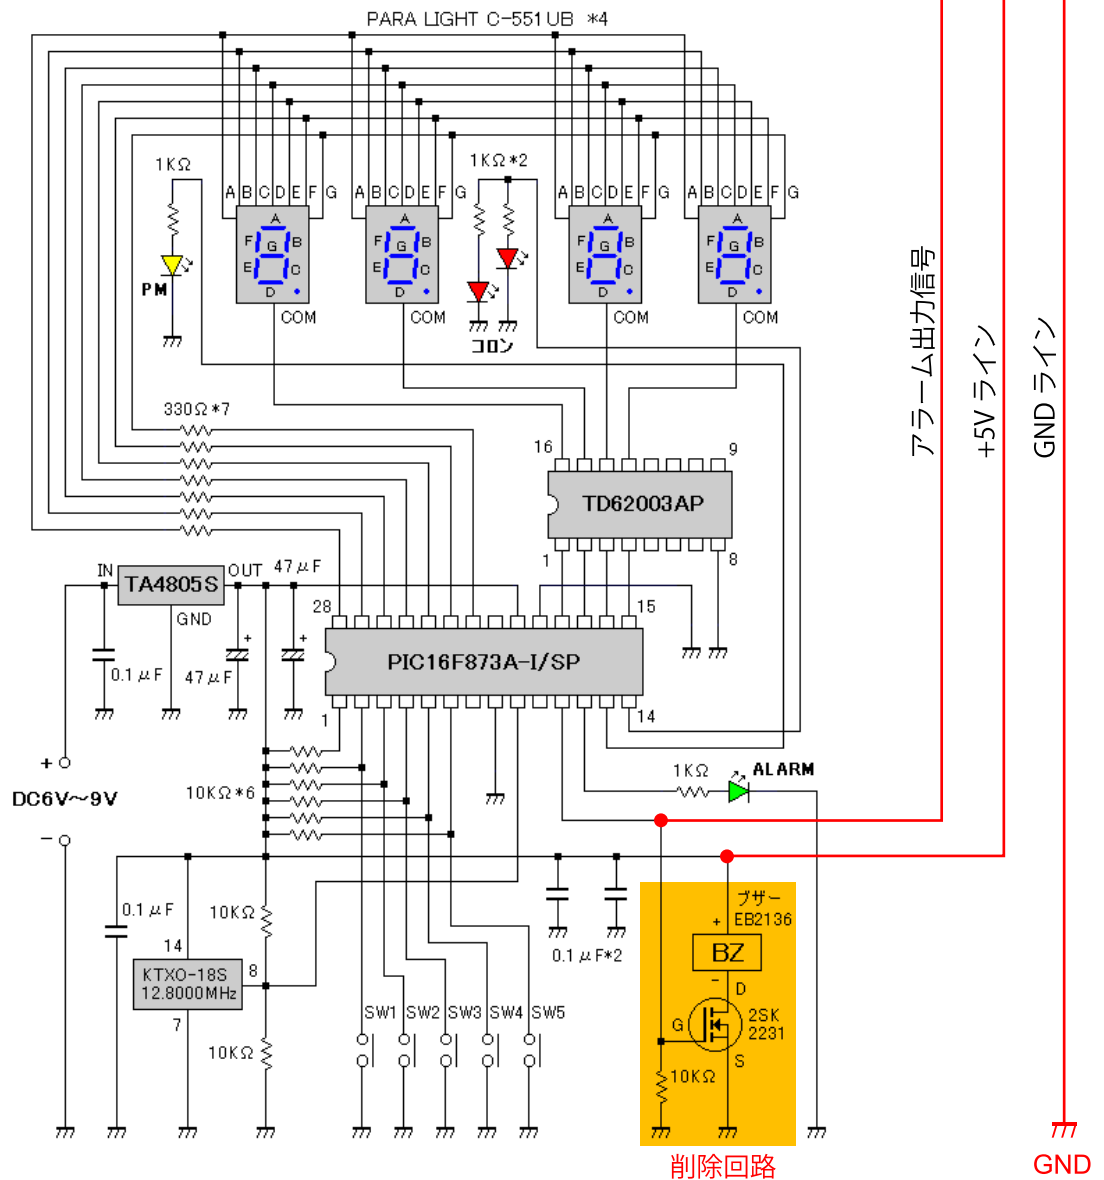 PARA LIGHT C-551UB *4
1KΩ
1KΩ*2
A B C D E F G
A B C D E F G
A B C D E F G
A B C D E F G
A
F G B
E C
D
A
F G B
E C
D
A
F G B
E C
D
A
F G B
E C
D
PM
COM
COM
COM
COM
コロン
アラーム出力信号
+5V ライン
GND ライン
330Ω*7
16
9
TD62003AP
1
8
IN
TA4805S
OUT
47μF
GND
28
15
0.1μF
47μF
+
+
PIC16F873A-I/SP
1
14
+
DC6V～9V
−
10KΩ*6
1KΩ
ALARM
0.1μF
10KΩ
14
KTXO-18S
12.8000MHz
8
7
10KΩ
0.1μF*2
SW1 SW2 SW3 SW4 SW5
ブザー
+ EB2136
BZ
−
D
G
2SK
2231
S
10KΩ
削除回路
GND